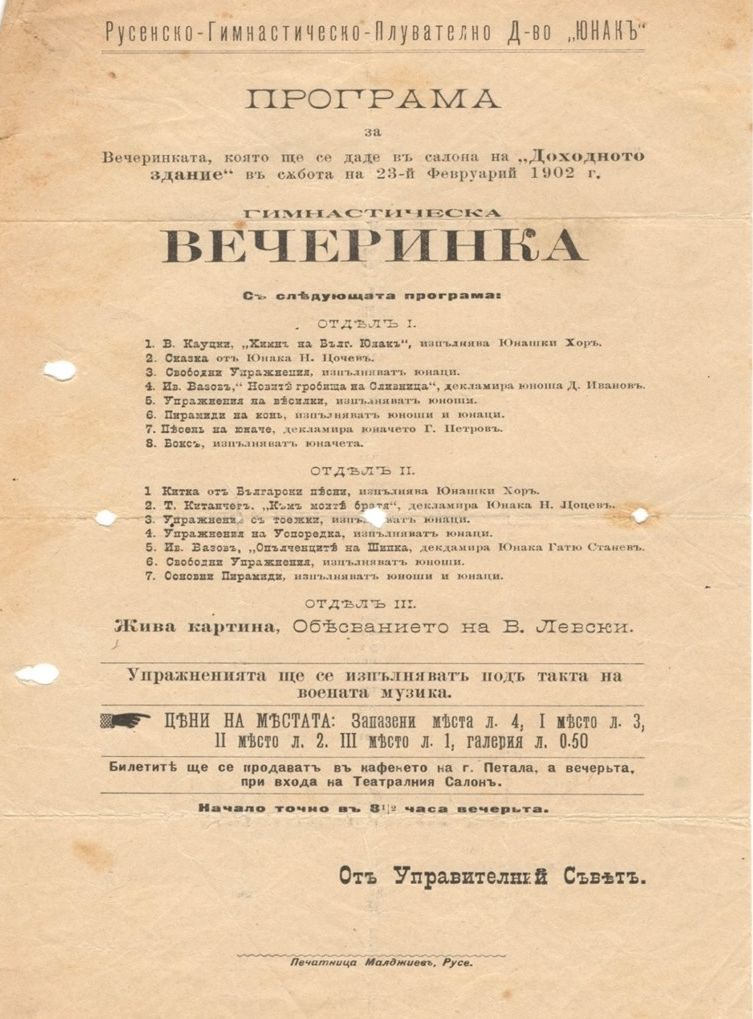 Русенско-Гимнастическо-Плувателно Д-во „ЮНАКЪ“
ПРОГРАМА
за
Вечеринката, която ще се даде въ салона на „Доходното
здание“ въ сѫбота на 23-й Февруарий 1902 г.
ГИМНАСТИЧЕСКА
ВЕЧЕРИНКА
Съ слѣдующата програма:
ОТДѢЛЪ I.
1. В. Кауцки, „Химнъ на Бълг. Юнакъ“, изпълнява Юнашки Хоръ.
2. Сказка отъ Юнака Н. Цочевъ.
3. Свободни Упражнения, изпълняватъ юнаци.
4. Ив. Вазовъ,“ Новитѣ гробища на Сливница“, декламира юноша Д. Ивановъ.
5. Упражнения на вѣсилки, изпълняватъ юноши.
6. Пирамиди на конь, изпълняватъ юноши и юнаци.
7. Пѣсень на юначе, декламира юначето Г. Петровъ.
8. Боксъ, изпълняватъ юначета.
ОТДѢЛЪ II.
1 Китка отъ Български пѣсни, изпълнява Юнашки Хоръ.
2. Т. Китанчевъ. „Къмъ моитѣ братя“, декламира Юнака Н. Цоцевъ.
3. Упражнени съ тоежки, юнаци.
4. Упражнения на Успоредка, изпълняватъ юнаци.
5. Ив. Вазовъ, „Опълченцитѣ на Шипка, декдамира Юнака Гатю Станевъ.
6. Свободни Упражнения, изпълняватъ юноши.
7. Основни Пирамиди, изпълняватъ юноши и юнаци.
ОТДѢЛЪ III.
Жива картина, Обѣсванието на В. Левски.
Упражненията ще се изпълняватъ подъ такта на
воената музика.
ЦѢНИ НА МѢСТАТА: Запазени мѣста л. 4, I мѣсто л. 3,
II мѣсто л. 2. III мѣсто л. 1, галерия л. 0·50
Билетитѣ ще се продаватъ въ кафенето на г. Петала, а вечерьта,
при входа на Театралния Салонъ.
Начало точно въ 8 1/2 часа вечерьта.
Отъ Управителний Съвѣтъ.
Печатница Малджиевъ, Русе.